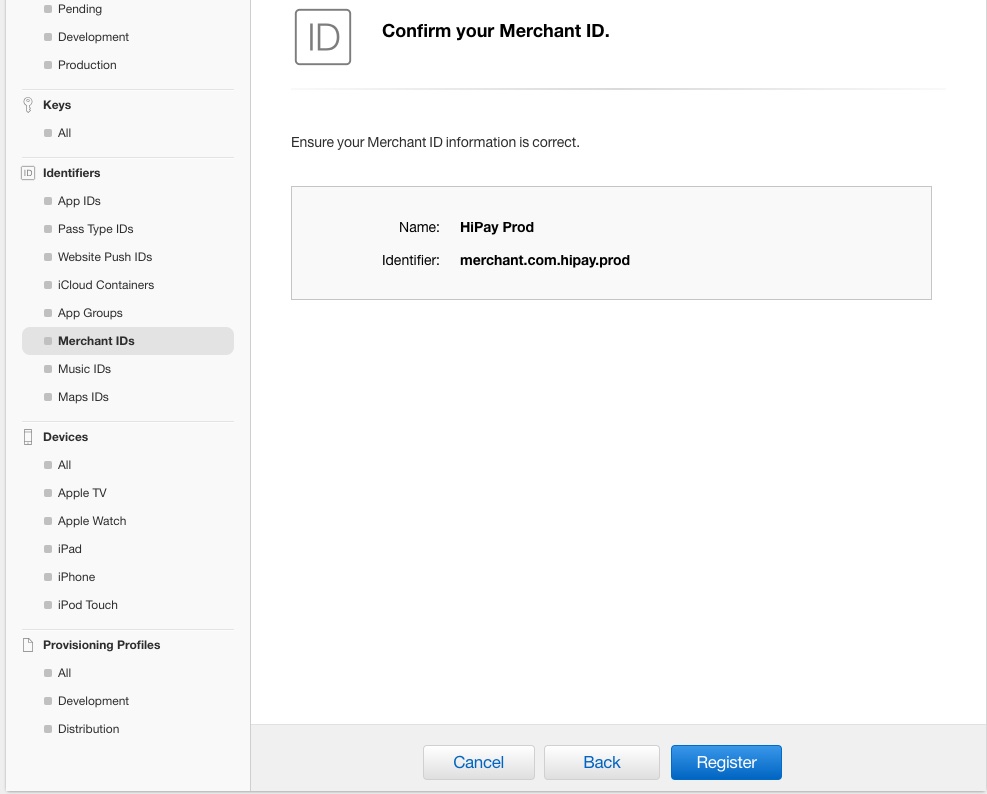 Pending
Development
Production
Keys
All
ID Identifiers
App IDs
Pass Type IDs
Website Push IDs
iCloud Containers
App Groups
Merchant IDs
Music IDs
Maps IDs
Devices
All
Apple TV
Apple Watch
iPad
iPhone
iPod Touch
Provisioning Profiles
All
Development
Distribution
ID Confirm your Merchant ID.
Ensure your Merchant ID information is correct.
Name: HiPay Prod
Identifier: merchant.com.hipay.prod
Cancel Back Register